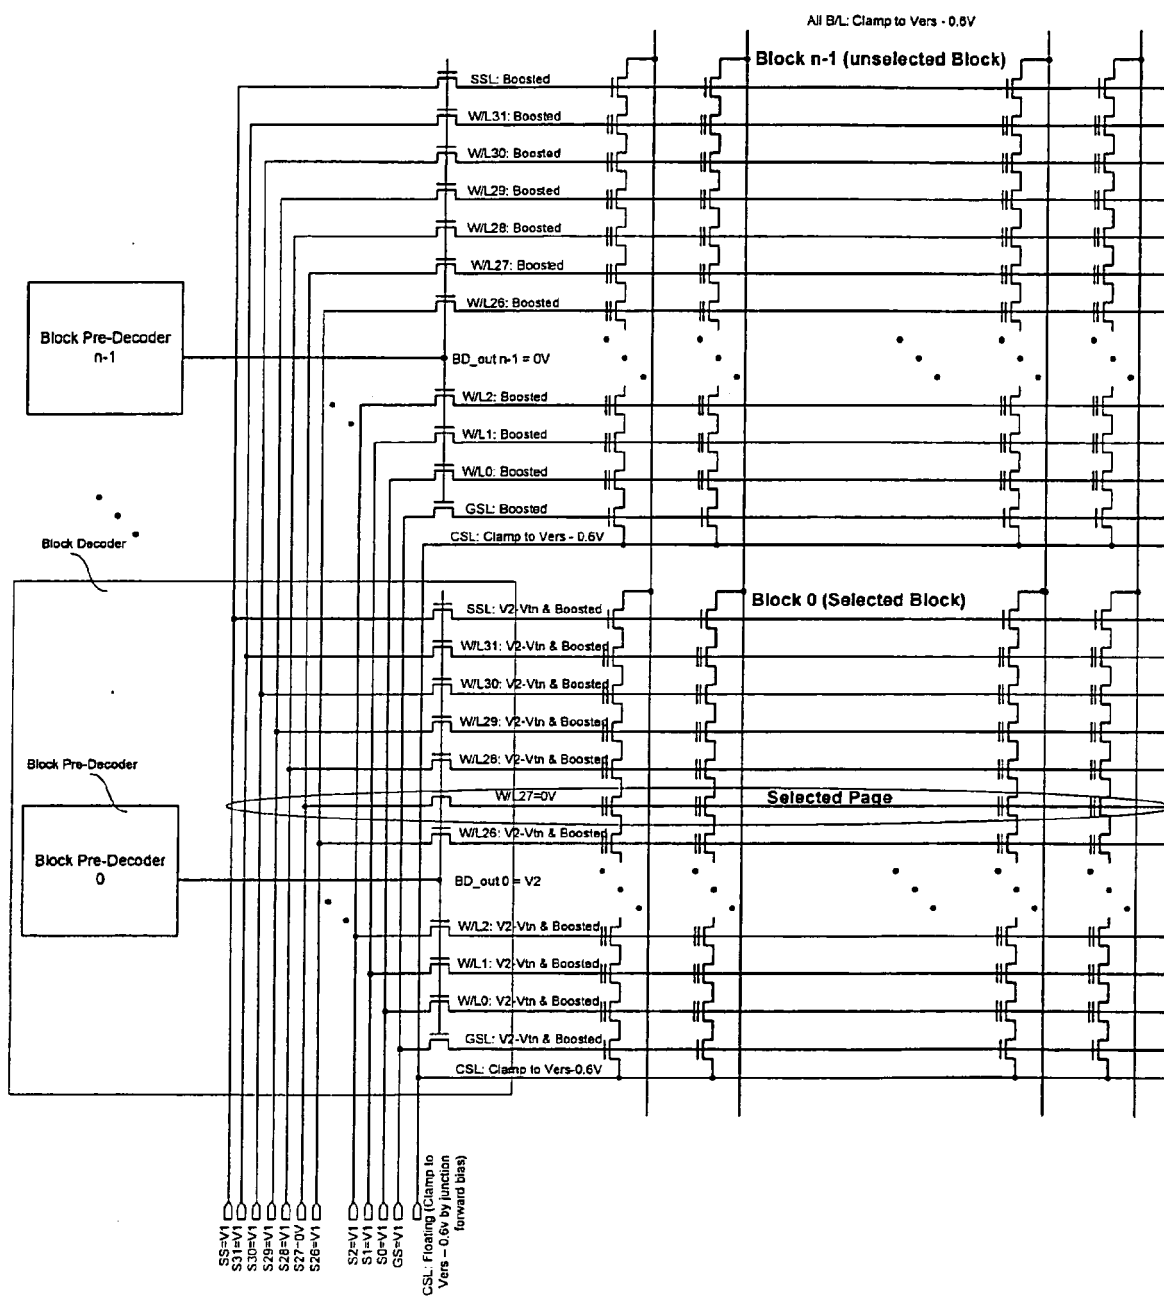 All B/L: Clamp to Vers - 0.6V
Block n-1 (unselected Block)
SSL: Boosted
W/L31: Boosted
W/L30: Boosted
W/L29: Boosted
W/L28: Boosted
W/L27: Boosted
W/L26: Boosted
Block Pre-Decoder
n-1
BD_out n-1 = 0V
W/L2: Boosted
W/L1: Boosted
W/L0: Boosted
GSL: Boosted
CSL: Clamp to Vers - 0.6V
Block Decoder
Block 0 (Selected Block)
SSL: V2-Vtn & Boosted
W/L31: V2-Vtn & Boosted
W/L30: V2-Vtn & Boosted
W/L29: V2-Vtn & Boosted
W/L28: V2-Vtn & Boosted
Block Pre-Decoder
W/L27=0V
Selected Page
W/L26: V2-Vtn & Boosted
Block Pre-Decoder
0
BD_out 0 = V2
W/L2: V2-Vtn & Boosted
W/L1: V2-Vtn & Boosted
W/L0: V2-Vtn & Boosted
GSL: V2-Vtn & Boosted
CSL: Clamp to Vers-0.6V
SS=V1
S31=V1
S30=V1
S29=V1
S28=V1
S27=0V
S26=V1
S2=V1
S1=V1
S0=V1
GS=V1
CSL: Floating (Clamp to
Vers – 0.6v by junction
forward bias)